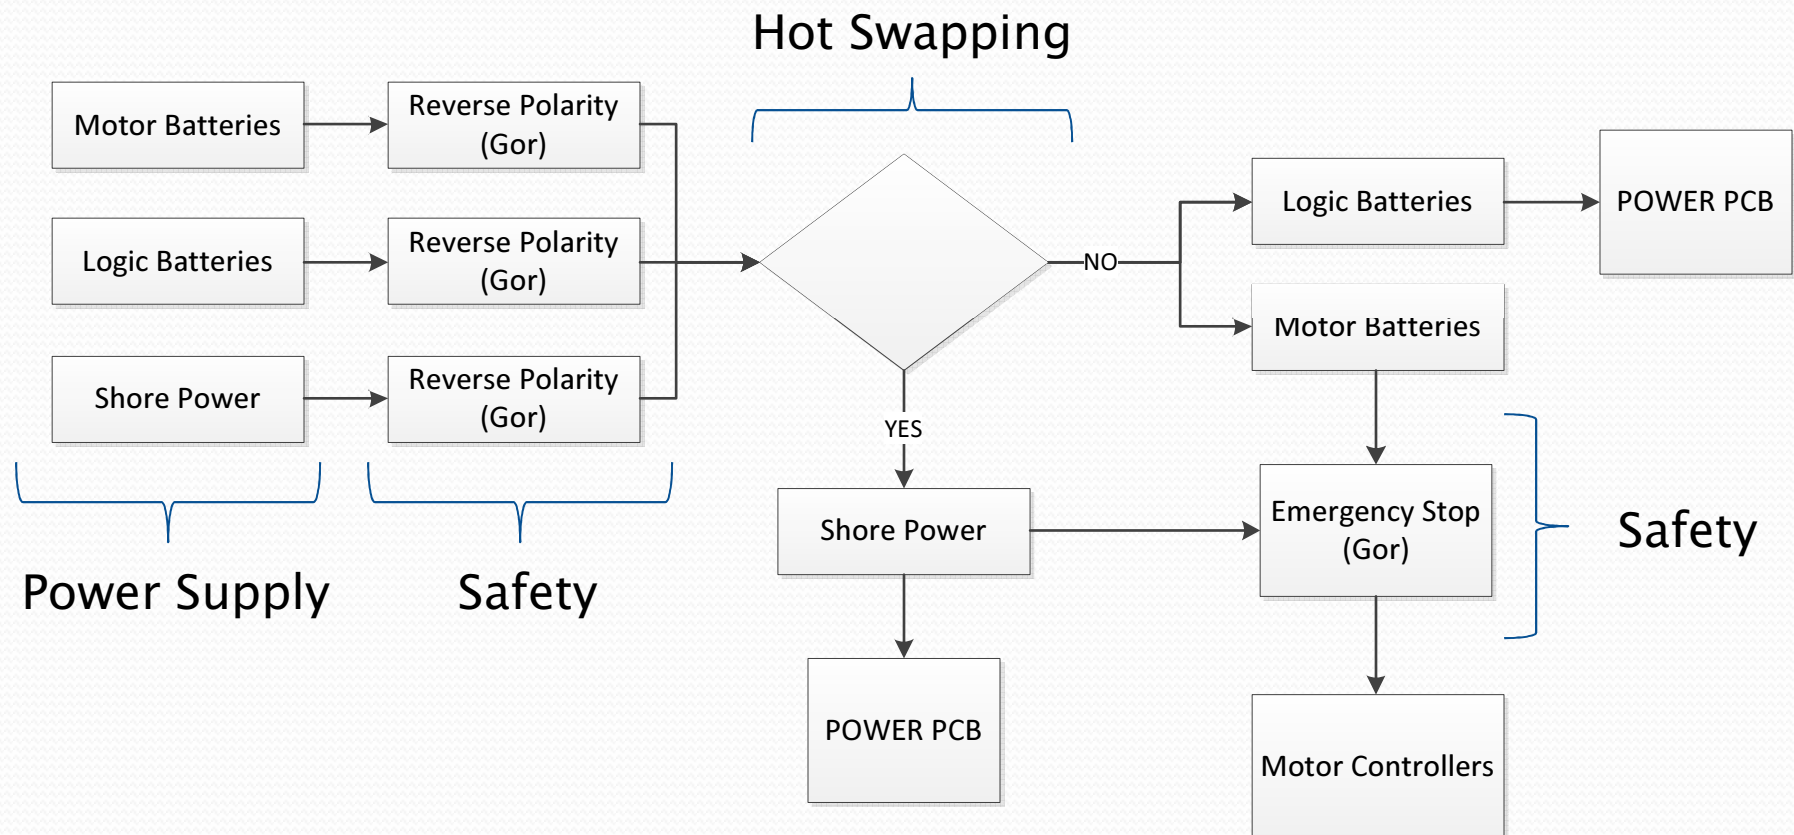 Hot Swapping
Motor Batteries
Reverse Polarity
(Gor)
Logic Batteries
Reverse Polarity
(Gor)
Shore Power
Reverse Polarity
(Gor)
Power Supply
Safety
NO
YES
Logic Batteries
POWER PCB
Motor Batteries
Shore Power
Emergency Stop
(Gor)
Safety
POWER PCB
Motor Controllers